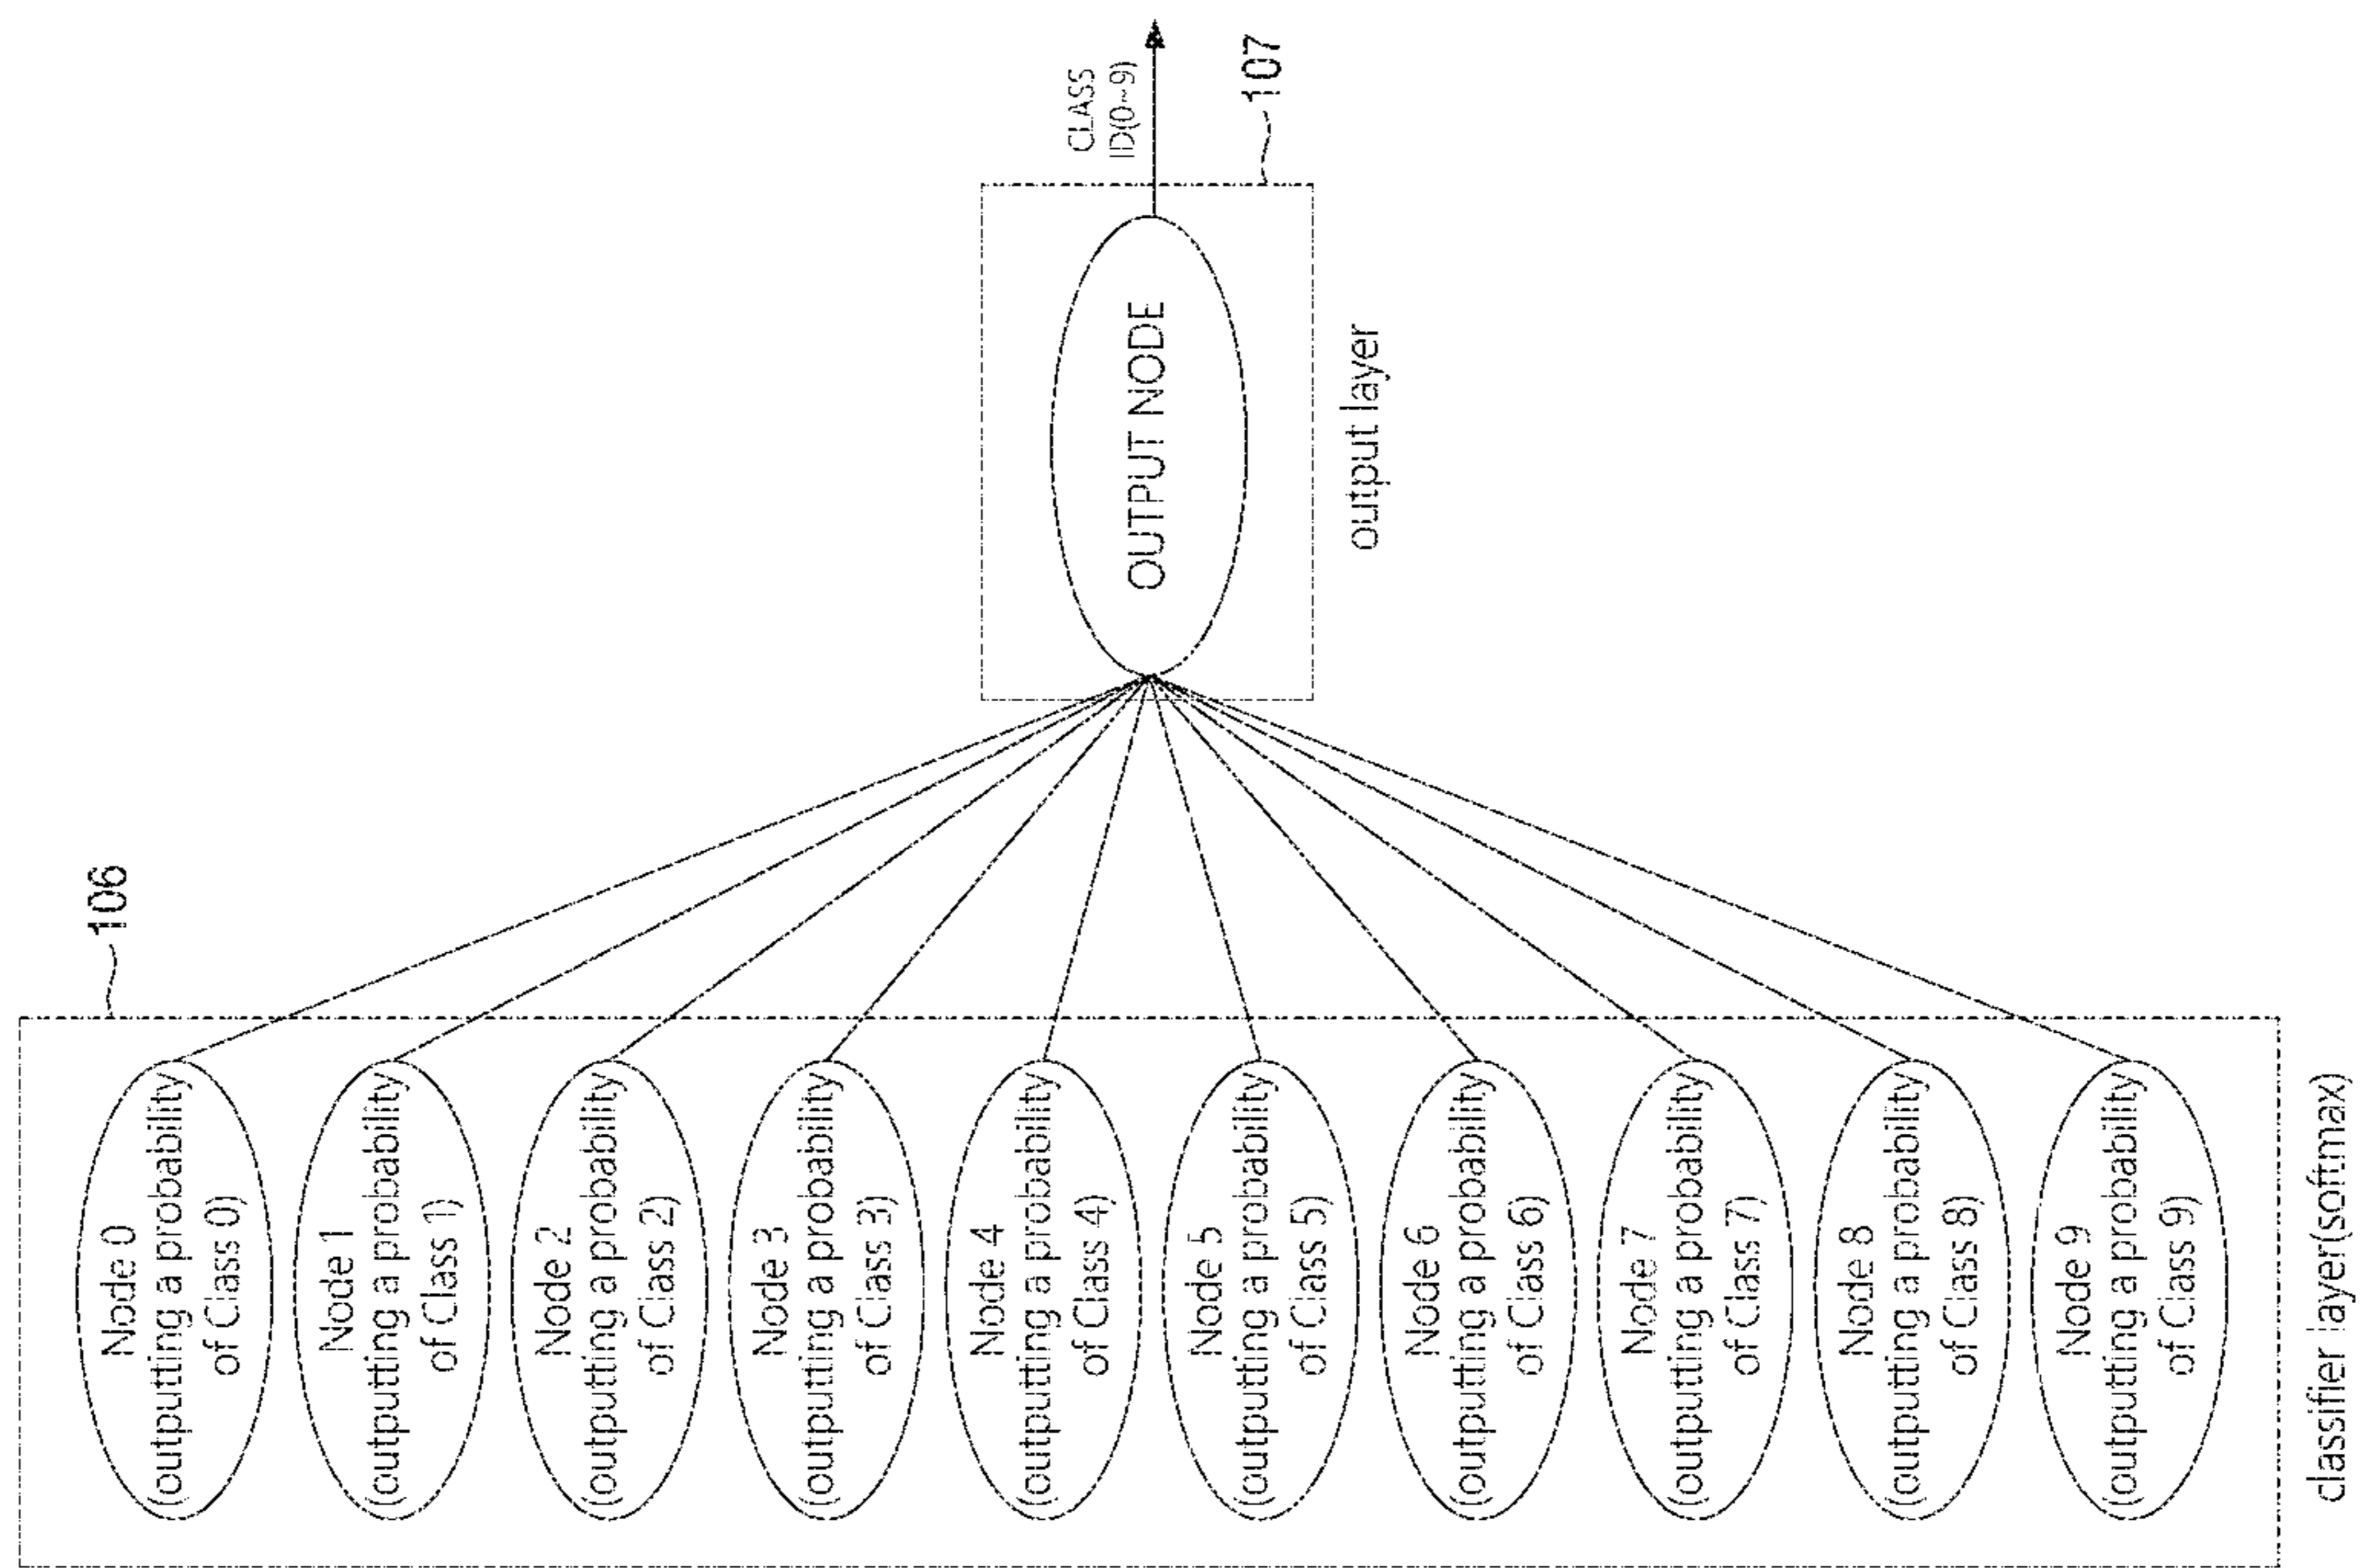 106
Node 0
(outputting a probability
of Class 0)
Node 1
(outputting a probability
of Class 1)
Node 2
(outputting a probability
of Class 2)
Node 3
(outputting a probability
of Class 3)
Node 4
(outputting a probability
of Class 4)
Node 5
(outputting a probability
of Class 5)
Node 6
(outputting a probability
of Class 6)
Node 7
(outputting a probability
of Class 7)
Node 8
(outputting a probability
of Class 8)
Node 9
(outputting a probability
of Class 9)
classifier layer(softmax)
OUTPUT NODE
output layer
CLASS
ID(0~9)
107